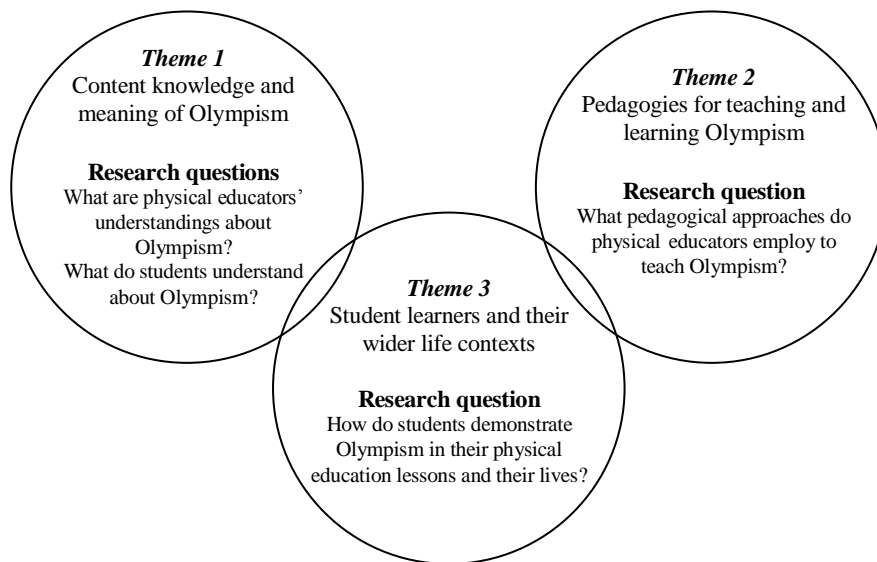 Theme 1
Content knowledge and
meaning of Olympism
Research questions
What are physical educators’
understandings about
Olympism?
What do students understand
about Olympism?
Theme 2
Pedagogies for teaching and
learning Olympism
Research question
What pedagogical approaches do
physical educators employ to
teach Olympism?
Theme 3
Student learners and their
wider life contexts
Research question
How do students demonstrate
Olympism in their physical
education lessons and their lives?